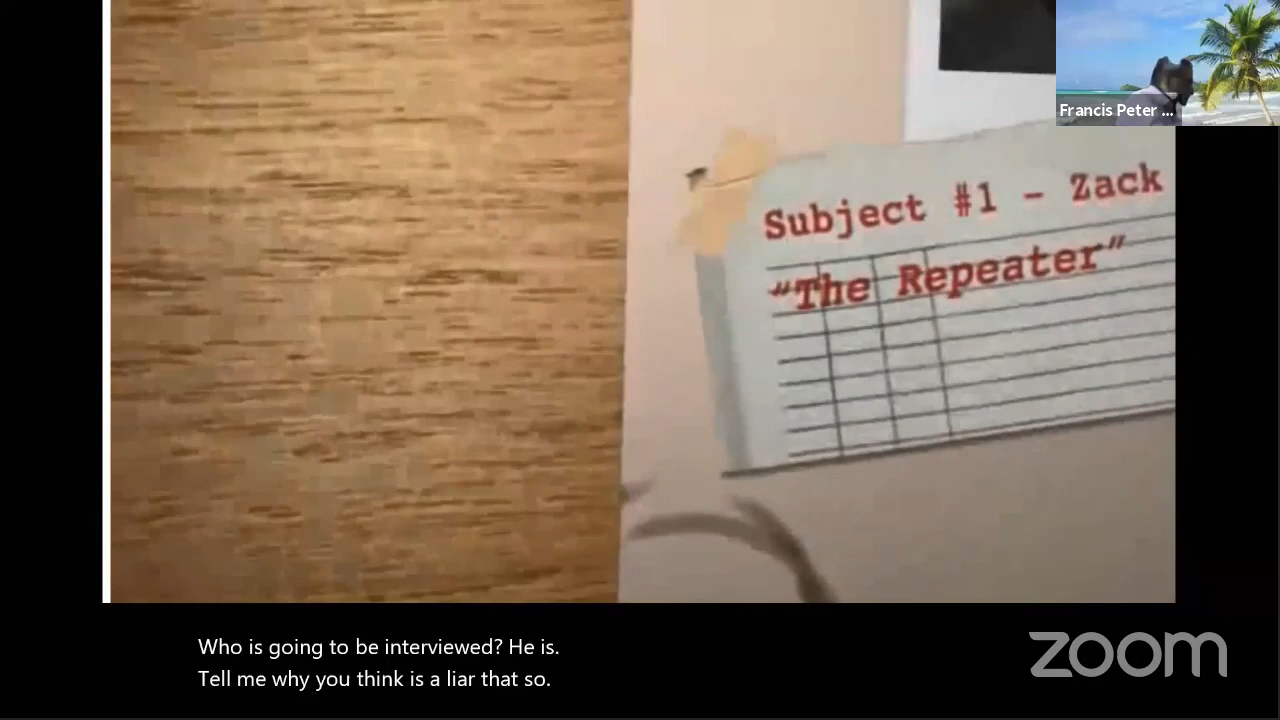 Francis Peter ...
Subject #1 - Zack
“The Repeater”
Who is going to be interviewed? He is.
Tell me why you think is a liar that so.
zoom